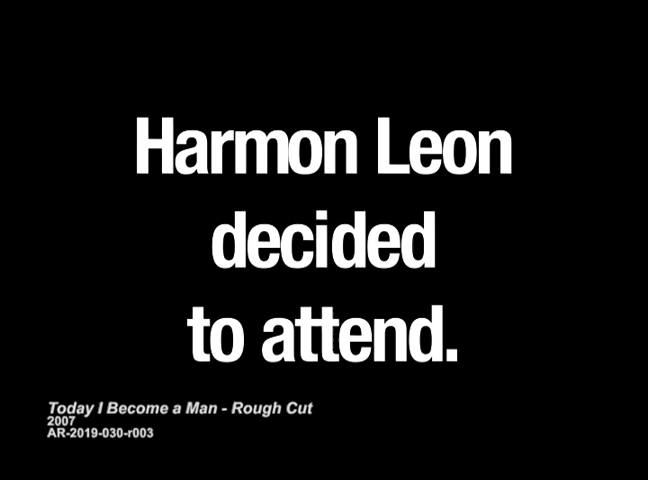 Harmon Leon
decided
to attend.
Today I Become a Man - Rough Cut
2007
AR-2019-030-r003